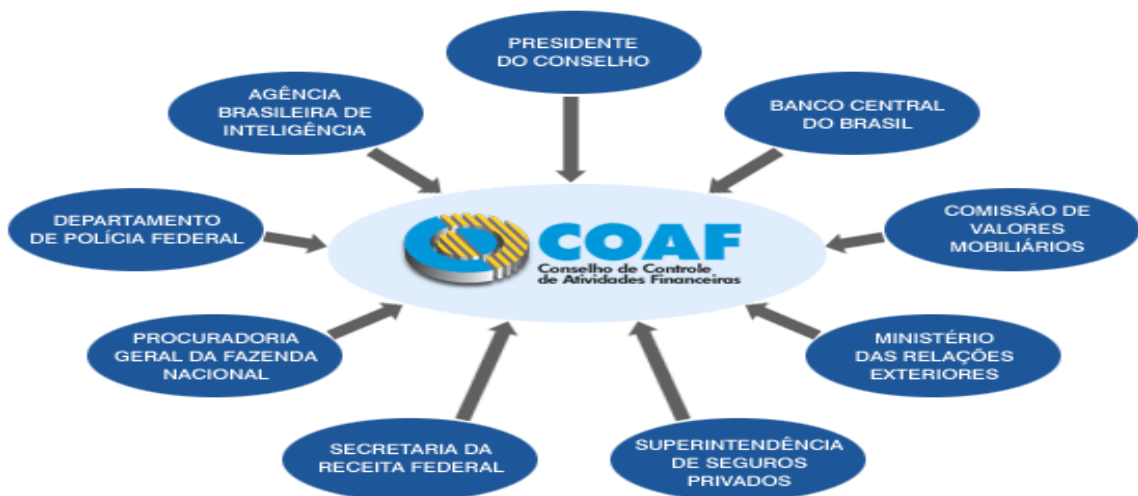 PRESIDENTE
DO CONSELHO
AGÊNCIA
BRASILEIRA DE
INTELIGÊNCIA
BANCO CENTRAL
DO BRASIL
DEPARTAMENTO
DE POLÍCIA FEDERAL
COAF
Conselho de Controle
de Atividades Financeiras
COMISSÃO DE
VALORES
MOBILIÁRIOS
PROCURADORIA
GERAL DA FAZENDA
NACIONAL
MINISTÉRIO
DAS RELAÇÕES
EXTERIORES
SECRETARIA DA
RECEITA FEDERAL
SUPERINTENDÊNCIA
DE SEGUROS
PRIVADOS